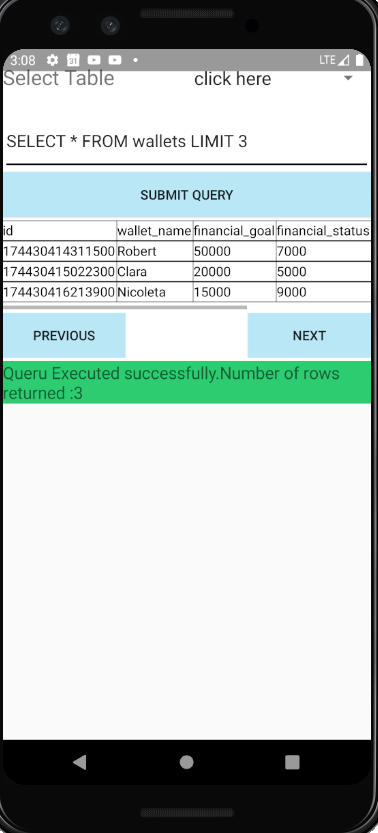 3:08 31 LTE
Select Table click here
SELECT * FROM wallets LIMIT 3
SUBMIT QUERY
id wallet_name financial_goal financial_status
174430414311500 Robert 50000 7000
174430415022300 Clara 20000 5000
174430416213900 Nicoleta 15000 9000
PREVIOUS NEXT
Queru Executed successfully.Number of rows
returned :3